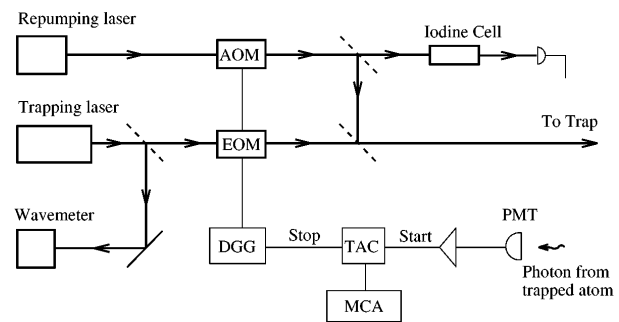 Repumping laser
AOM
Iodine Cell
Trapping laser
EOM
To Trap
Wavemeter
DGG
Stop
TAC
Start
PMT
Photon from
trapped atom
MCA